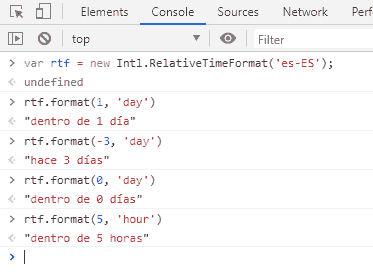 Elements Console Sources Network
top Filter
> var rtf = new Intl.RelativeTimeFormat('es-ES');
< undefined
> rtf.format(1, 'day')
< "dentro de 1 día"
> rtf.format(-3, 'day')
< "hace 3 días"
> rtf.format(0, 'day')
< "dentro de 0 días"
> rtf.format(5, 'hour')
< "dentro de 5 horas"
>